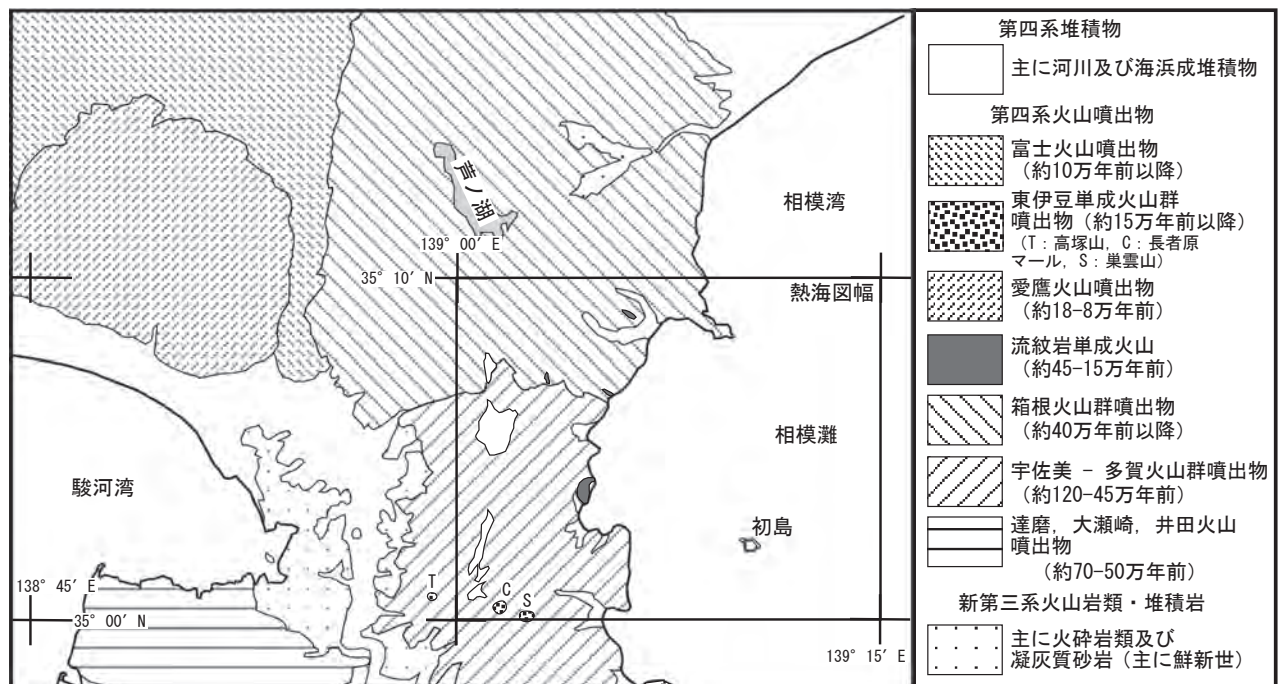 芦ノ湖
139° 00′ E
35° 10′ N
相模湾
熱海図幅
相模灘
駿河湾
初島
138° 45′ E
T
C
S
35° 00′ N
139° 15′ E
第四系堆積物
主に河川及び海浜成堆積物
第四系火山噴出物
富士火山噴出物
(約10万年前以降)
東伊豆単成火山群
噴出物 (約15万年前以降)
(T：高塚山, C：長者原
マール, S：巣雲山)
愛鷹火山噴出物
(約18-8万年前)
流紋岩単成火山
(約45-15万年前)
箱根火山群噴出物
(約40万年前以降)
宇佐美 − 多賀火山群噴出物
(約120-45万年前)
達磨, 大瀬崎, 井田火山
噴出物
(約70-50万年前)
新第三系火山岩類・堆積岩
主に火砕岩類及び
凝灰質砂岩 (主に鮮新世)